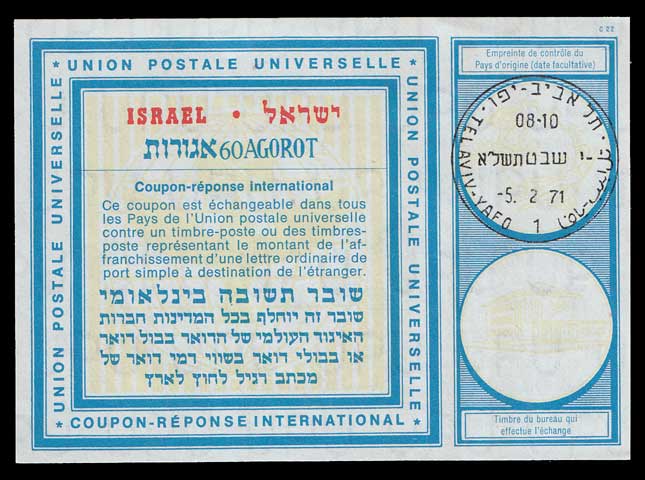 C 22
* UNION POSTALE UNIVERSELLE *
UNION POSTALE UNIVERSELLE
UNION POSTALE UNIVERSELLE
ISRAEL • ישראל
אגורות 60 AGOROT
Coupon-réponse international
Ce coupon est échangeable dans tous
les Pays de l'Union postale universelle
contre un timbre-poste ou des timbres-
poste représentant le montant de l'af-
franchissement d'une lettre ordinaire de
port simple à destination de l'étranger.
שובר תשובה בינלאומי
שובר זה יוחלף בכל המדינות חברות
האיגוד העולמי של הדואר בבול דואר
או בבולי דואר בשווי דמי דואר של
מכתב רגיל לחוץ לארץ
* COUPON-RÉPONSE INTERNATIONAL *
Empreinte de contrôle du
Pays d'origine (date facultative)
תל אביב-יפו
08-10
י שבט תשל"א
-5. 2 71
TEL AVIV-YAFO 1
Timbre du bureau qui
effectue l'échange